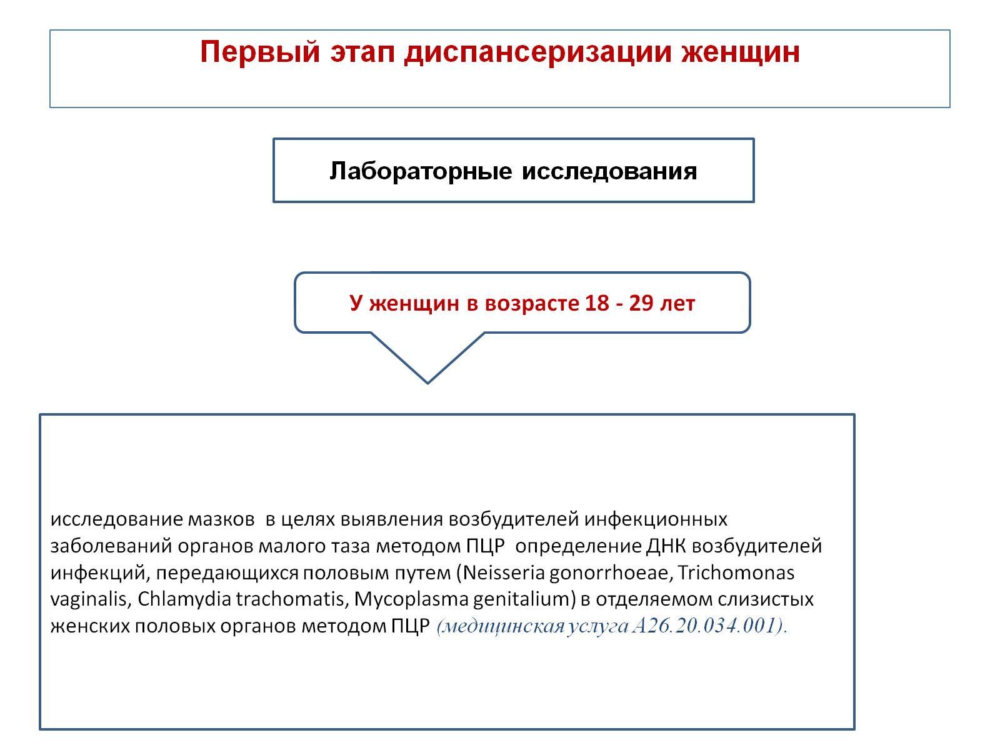 Первый этап диспансеризации женщин
Лабораторные исследования
У женщин в возрасте 18 - 29 лет
исследование мазков  в целях выявления возбудителей инфекционных
заболеваний органов малого таза методом ПЦР  определение ДНК возбудителей
инфекций, передающихся половым путем (Neisseria gonorrhoeae, Trichomonas
vaginalis, Chlamydia trachomatis, Mycoplasma genitalium) в отделяемом слизистых
женских половых органов методом ПЦР (медицинская услуга А26.20.034.001).